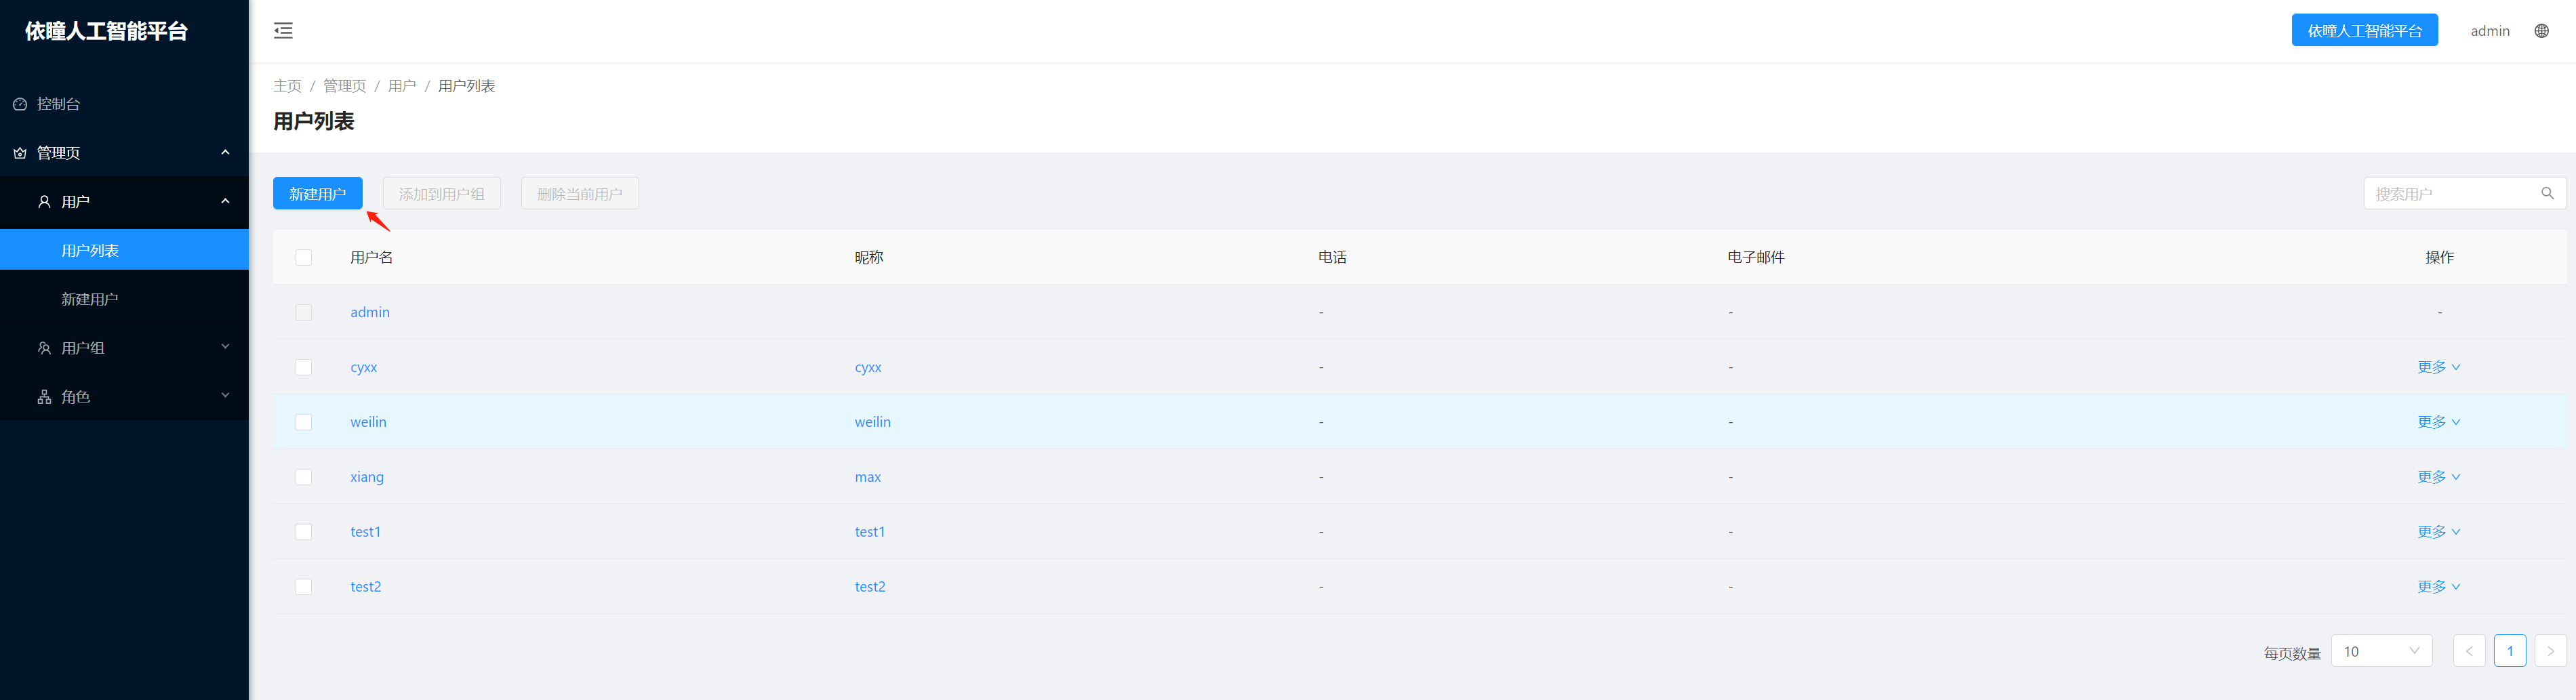 依瞳人工智能平台
依瞳人工智能平台 admin
控制台
管理页
用户
用户列表
新建用户
用户组
角色
主页 / 管理页 / 用户 / 用户列表
用户列表
新建用户 添加到用户组 删除当前用户 搜索用户
用户名 昵称 电话 电子邮件 操作
admin - - -
cyxx cyxx - - 更多
weilin weilin - - 更多
xiang max - - 更多
test1 test1 - - 更多
test2 test2 - - 更多
每页数量 10 < 1 >